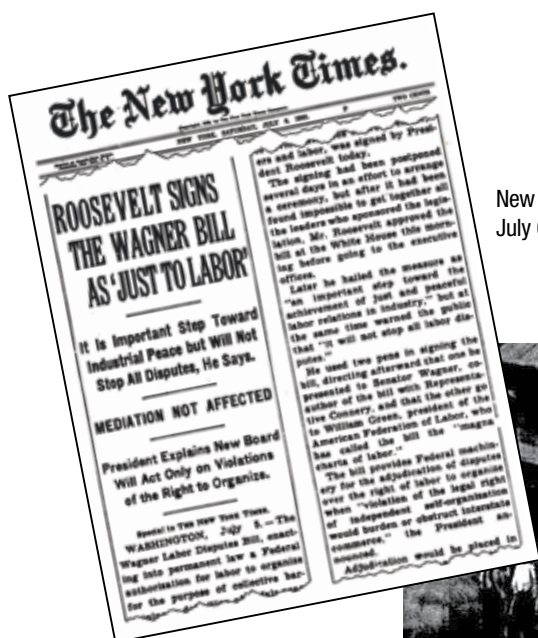 The New York Times.
NEW YORK, SATURDAY, JULY 6, 1935.
TWO CENTS
ROOSEVELT SIGNS
THE WAGNER BILL
AS 'JUST TO LABOR'
It Is Important Step Toward
Industrial Peace but Will Not
Stop All Disputes, He Says.
MEDIATION NOT AFFECTED
President Explains New Board
Will Act Only on Violations
of the Right to Organize.
Special to THE NEW YORK TIMES.
WASHINGTON, July 5.—The
Wagner Labor Disputes Bill, enact-
ing into permanent law a Federal
authorization for labor to organize
for the purpose of collective bar-
ers and labor, was signed by Presi-
dent Roosevelt today.
The signing had been postponed
several days in an effort to arrange
a ceremony, but after it had been
found impossible to get together all
the leaders who sponsored the legis-
lation, Mr. Roosevelt approved the
bill at the White House this morn-
ing before going to the executive
offices.
Later he hailed the measure as
"an important step toward the
achievement of just and peaceful
labor relations in industry," but at
the same time warned the public
that "it will not stop all labor dis-
putes."
He used two pens in signing the
bill, directing afterward that one be
presented to Senator Wagner, co-
author of the bill with Representa-
tive Connery, and that the other go
to William Green, president of the
American Federation of Labor, who
has called the bill the "magna
charta of labor."
The bill provides Federal machin-
ery for the adjudication of disputes
over the right of labor to organize
when "violation of the legal right
of independent self-organization
would burden or obstruct interstate
commerce," the President an-
nounced.
Adjudication would be placed in
New
July